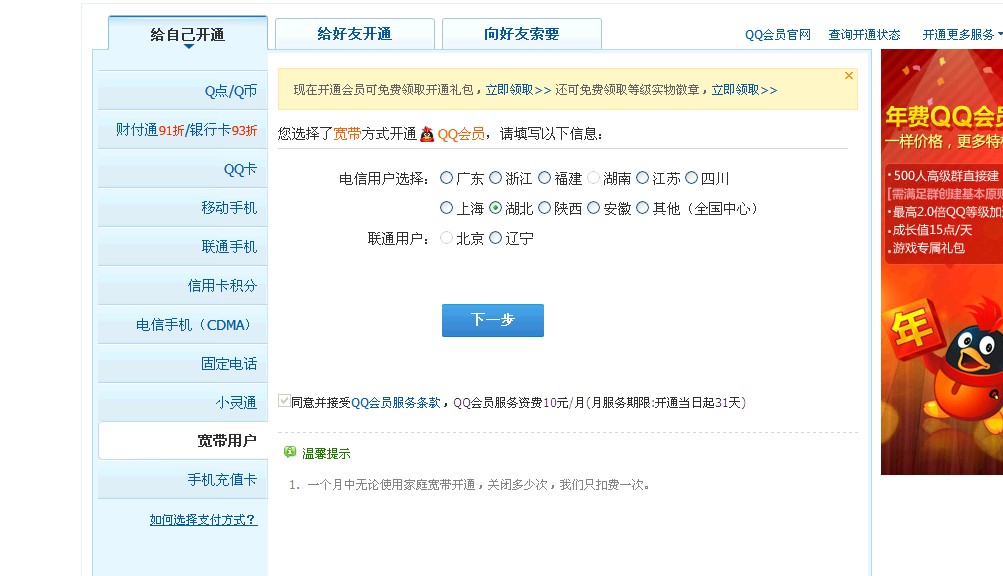 给自己开通
给好友开通
向好友索要
QQ会员官网 查询开通状态 开通更多服务
Q点/Q币
财付通91折/银行卡93折
QQ卡
移动手机
联通手机
信用卡积分
电信手机（CDMA）
固定电话
小灵通
宽带用户
手机充值卡
如何选择支付方式？
现在开通会员可免费领取开通礼包，立即领取>> 还可免费领取等级实物徽章，立即领取>>
您选择了宽带方式开通 QQ会员，请填写以下信息：
电信用户选择： 广东 浙江 福建 湖南 江苏 四川
上海 湖北 陕西 安徽 其他（全国中心）
联通用户： 北京 辽宁
下一步
同意并接受QQ会员服务条款，QQ会员服务资费10元/月(月服务期限:开通当日起31天)
温馨提示
1. 一个月中无论使用家庭宽带开通，关闭多少次，我们只扣费一次。
年费QQ会
一样价格，更多特
·500人高级群直接建
[需满足群创建基本原
·最高2.0倍QQ等级加
·成长值15点/天
·游戏专属礼包
年